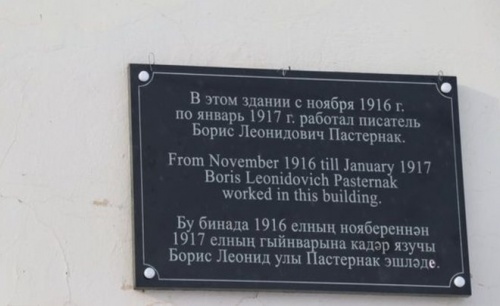 В этом здании с ноября 1916 г.
по январь 1917 г. работал писатель
Борис Леонидович Пастернак.
From November 1916 till January 1917
Boris Leonidovich Pasternak
worked in this building.
Бу бинада 1916 елның ноябереннән
1917 елның гыйнварына кадәр язучы
Борис Леонид улы Пастернак эшләде.